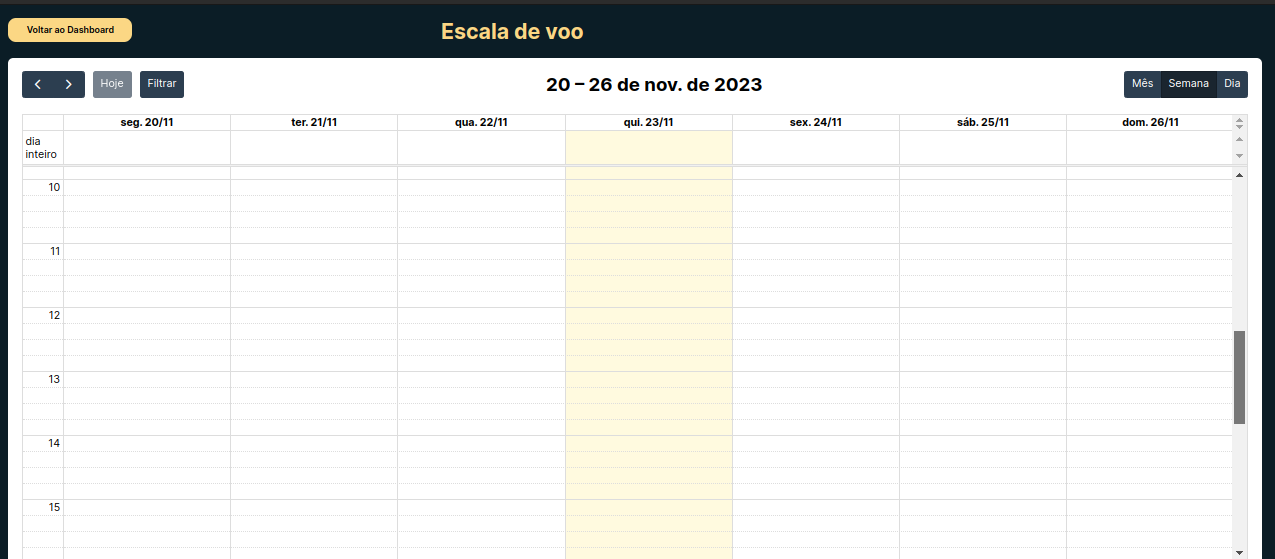 Voltar ao Dashboard
Escala de voo
Hoje
Filtrar
20 – 26 de nov. de 2023
Mês
Semana
Dia
seg. 20/11
ter. 21/11
qua. 22/11
qui. 23/11
sex. 24/11
sáb. 25/11
dom. 26/11
dia
inteiro
10
11
12
13
14
15